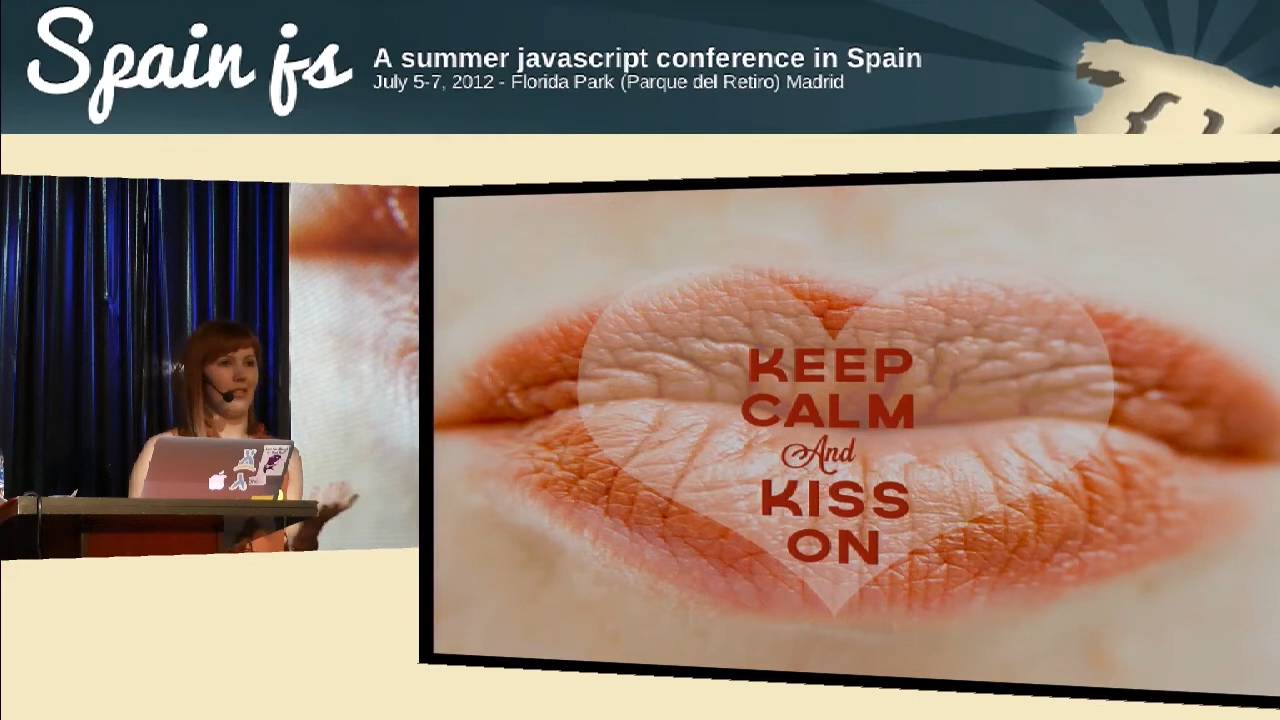 Spain js
A summer javascript conference in Spain
July 5-7, 2012 - Florida Park (Parque del Retiro) Madrid
KEEP
CALM
And
KISS
ON